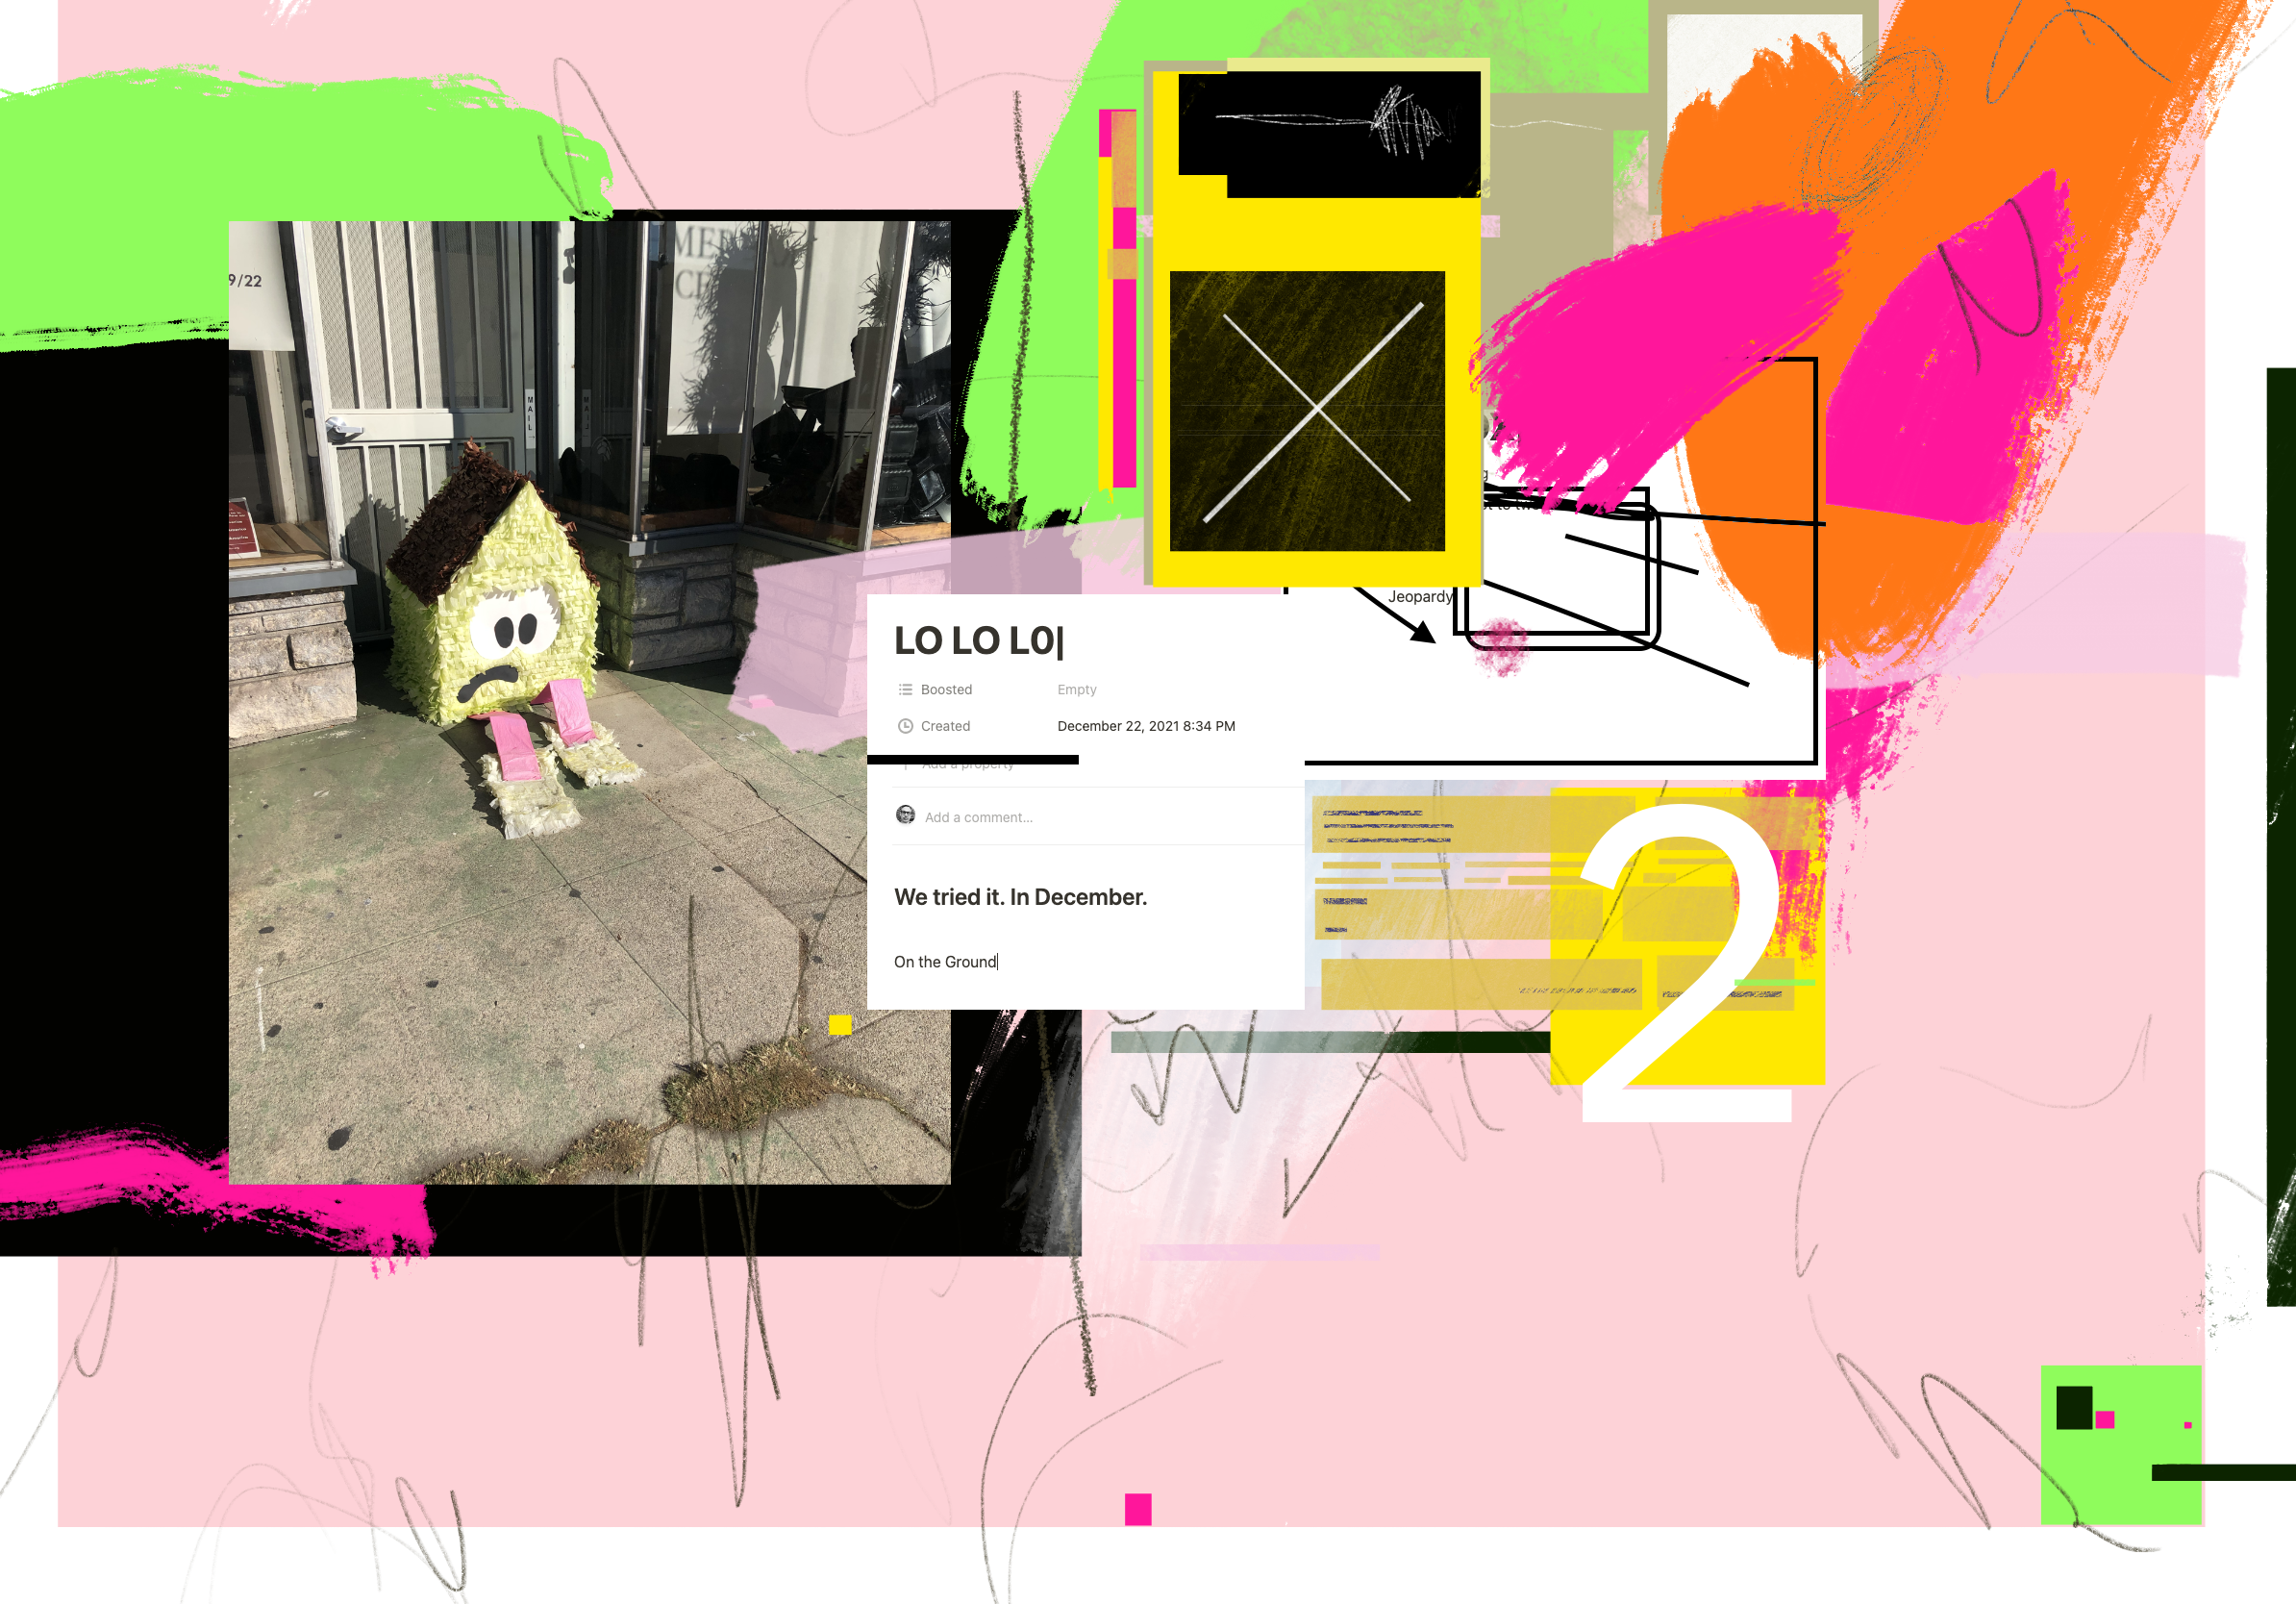 9/22
MAIL
LO LO L0
Boosted Empty
Created December 22, 2021 8:34 PM
Add a property
Add a comment...
We tried it. In December.
On the Ground
Jeopardy
2